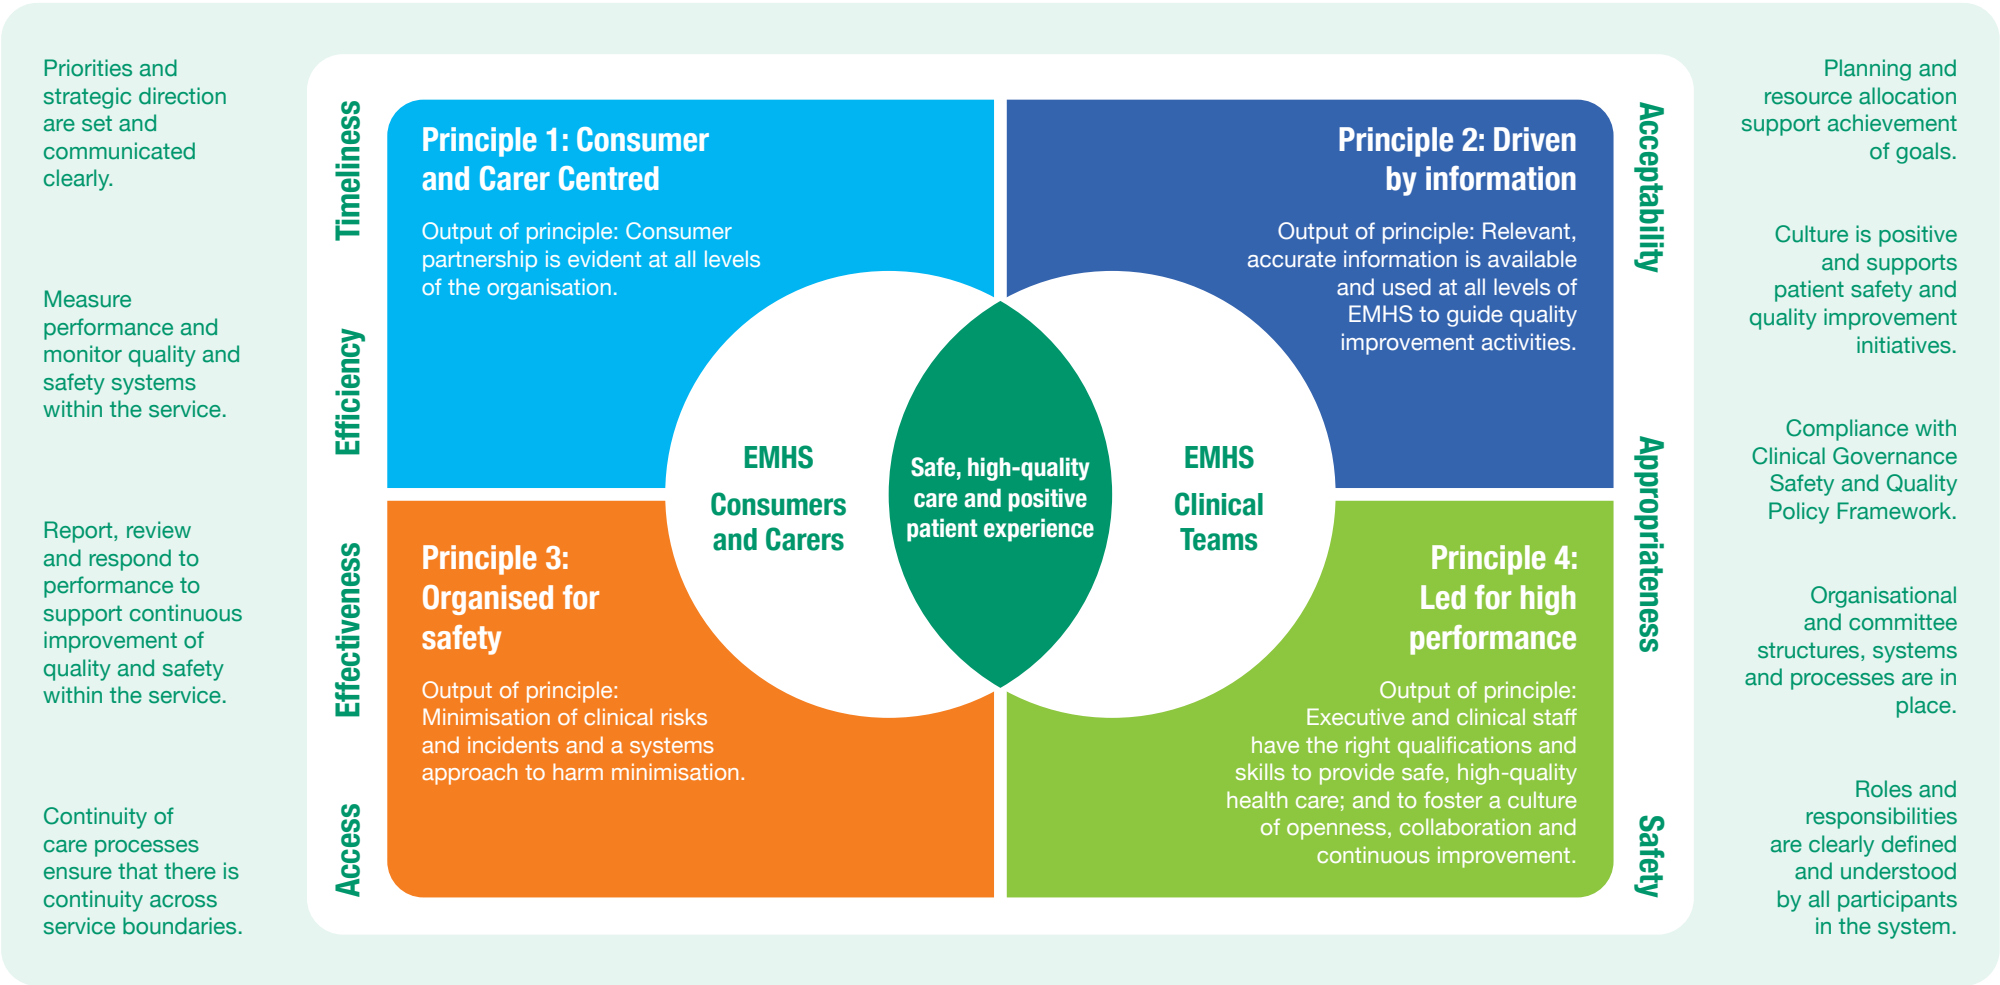 Priorities and
strategic direction
are set and
communicated
clearly.
Measure
performance and
monitor quality and
safety systems
within the service.
Report, review
and respond to
performance to
support continuous
improvement of
quality and safety
within the service.
Continuity of
care processes
ensure that there is
continuity across
service boundaries.
Timeliness
Efficiency
Effectiveness
Access
Principle 1: Consumer
and Carer Centred
Output of principle: Consumer
partnership is evident at all levels
of the organisation.
Principle 2: Driven
by information
Output of principle: Relevant,
accurate information is available
and used at all levels of
EMHS to guide quality
improvement activities.
EMHS
Consumers
and Carers
Safe, high-quality
care and positive
patient experience
EMHS
Clinical
Teams
Principle 3:
Organised for
safety
Output of principle:
Minimisation of clinical risks
and incidents and a systems
approach to harm minimisation.
Principle 4:
Led for high
performance
Output of principle:
Executive and clinical staff
have the right qualifications and
skills to provide safe, high-quality
health care; and to foster a culture
of openness, collaboration and
continuous improvement.
Acceptability
Appropriateness
Safety
Planning and
resource allocation
support achievement
of goals.
Culture is positive
and supports
patient safety and
quality improvement
initiatives.
Compliance with
Clinical Governance
Safety and Quality
Policy Framework.
Organisational
and committee
structures, systems
and processes are in
place.
Roles and
responsibilities
are clearly defined
and understood
by all participants
in the system.